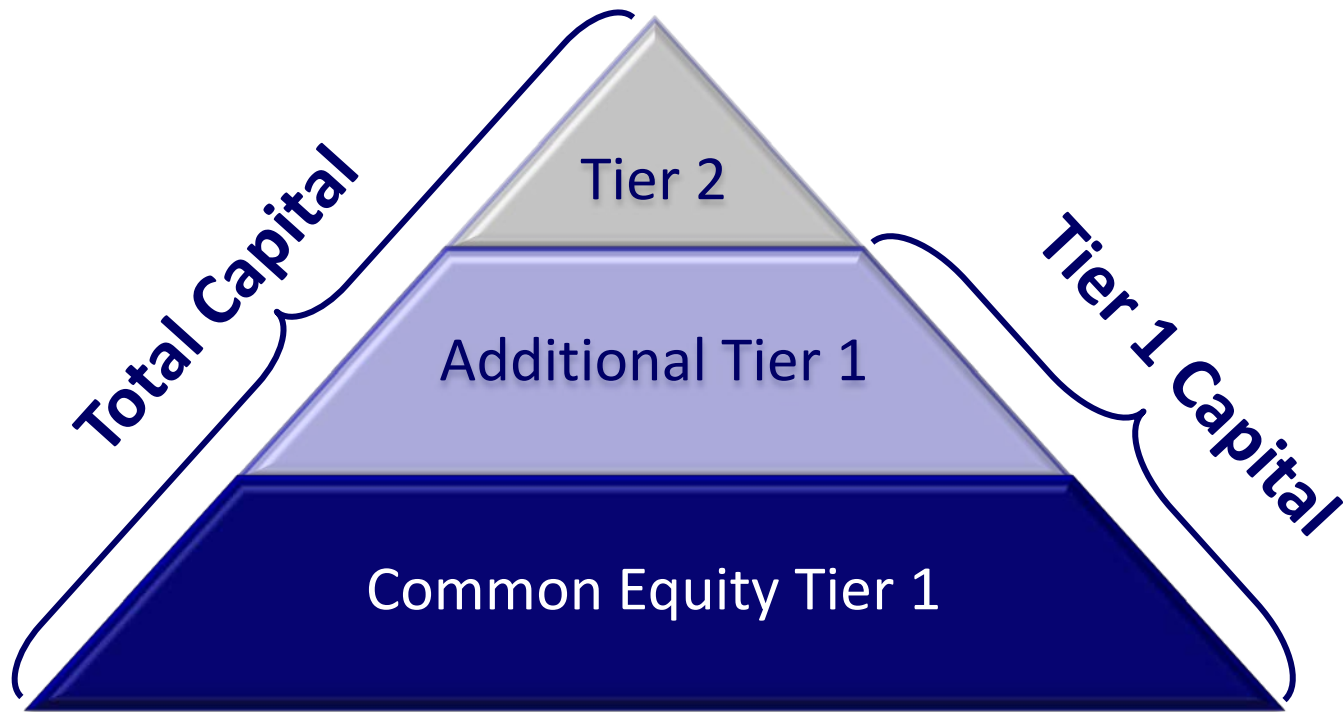 Tier 2
Total Capital
Tier 1 Capital
Additional Tier 1
Common Equity Tier 1